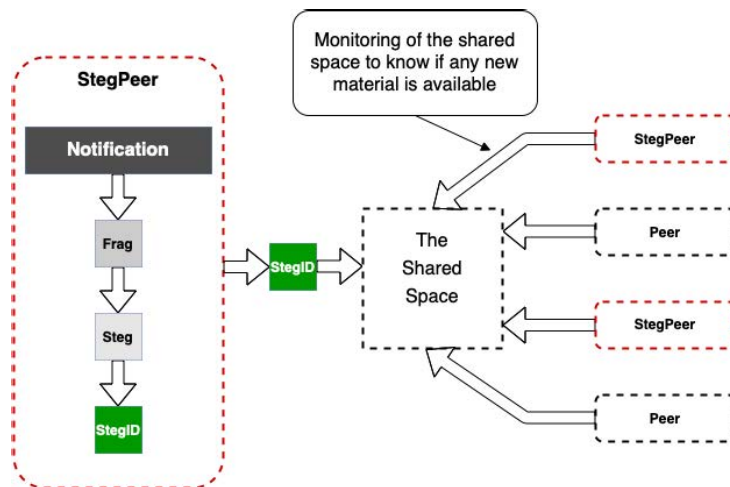 Monitoring of the shared
space to know if any new
material is available
StegPeer
Notification
Frag
Steg
StegID
StegID
The
Shared
Space
StegPeer
Peer
StegPeer
Peer